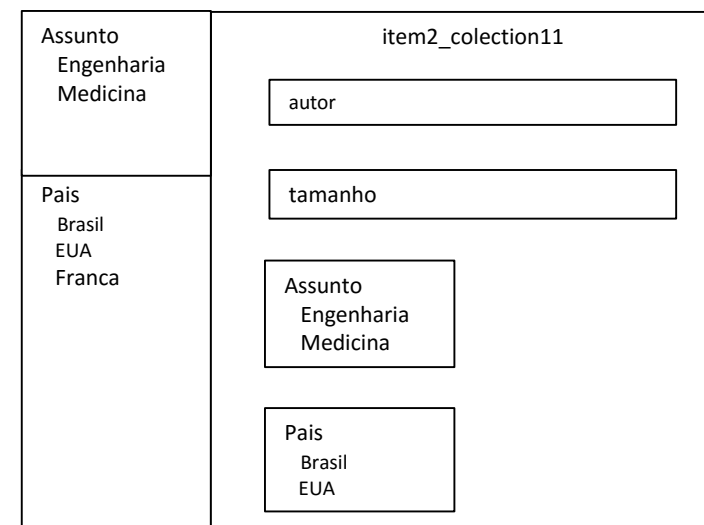 Assunto
Engenharia
Medicina
Pais
Brasil
EUA
Franca
item2_colection11
autor
tamanho
Assunto
Engenharia
Medicina
Pais
Brasil
EUA